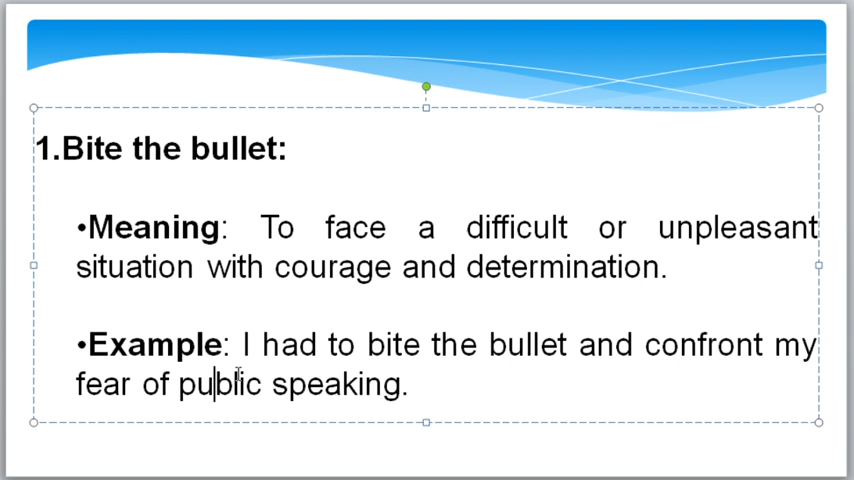 1.Bite the bullet:
•Meaning: To face a difficult or unpleasant
situation with courage and determination.
•Example: I had to bite the bullet and confront my
fear of public speaking.